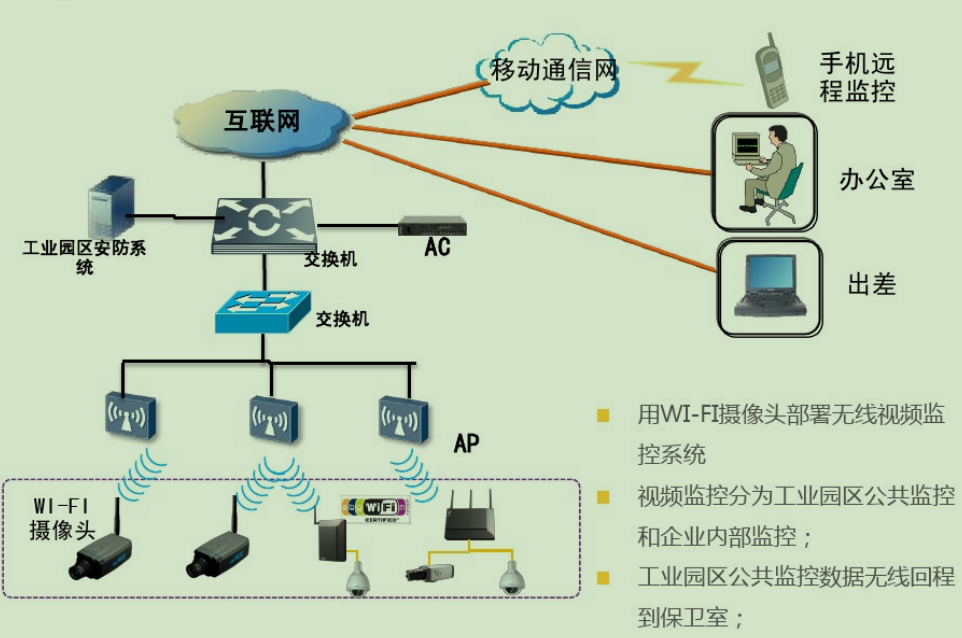 移动通信网
手机远
程监控
互联网
办公室
工业园区安防系
统
交换机
AC
出差
交换机
AP
WI-FI
摄像头
WiFi
CERTIFIED
用WI-FI摄像头部署无线视频监
控系统
视频监控分为工业园区公共监控
和企业内部监控；
工业园区公共监控数据无线回程
到保卫室；